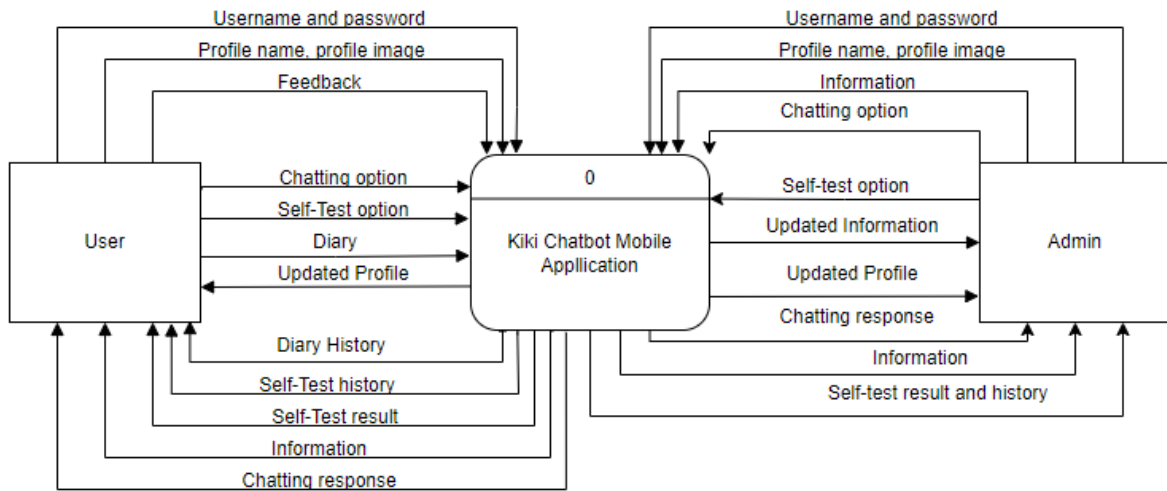 Username and password
Username and password
Profile name, profile image
Profile name, profile image
Feedback
Information
Chatting option
Chatting option
0
Self-test option
Self-Test option
Updated Information
User
Diary
Kiki Chatbot Mobile
Appllication
Admin
Updated Profile
Updated Profile
Chatting response
Diary History
Information
Self-Test history
Self-test result and history
Self-Test result
Information
Chatting response